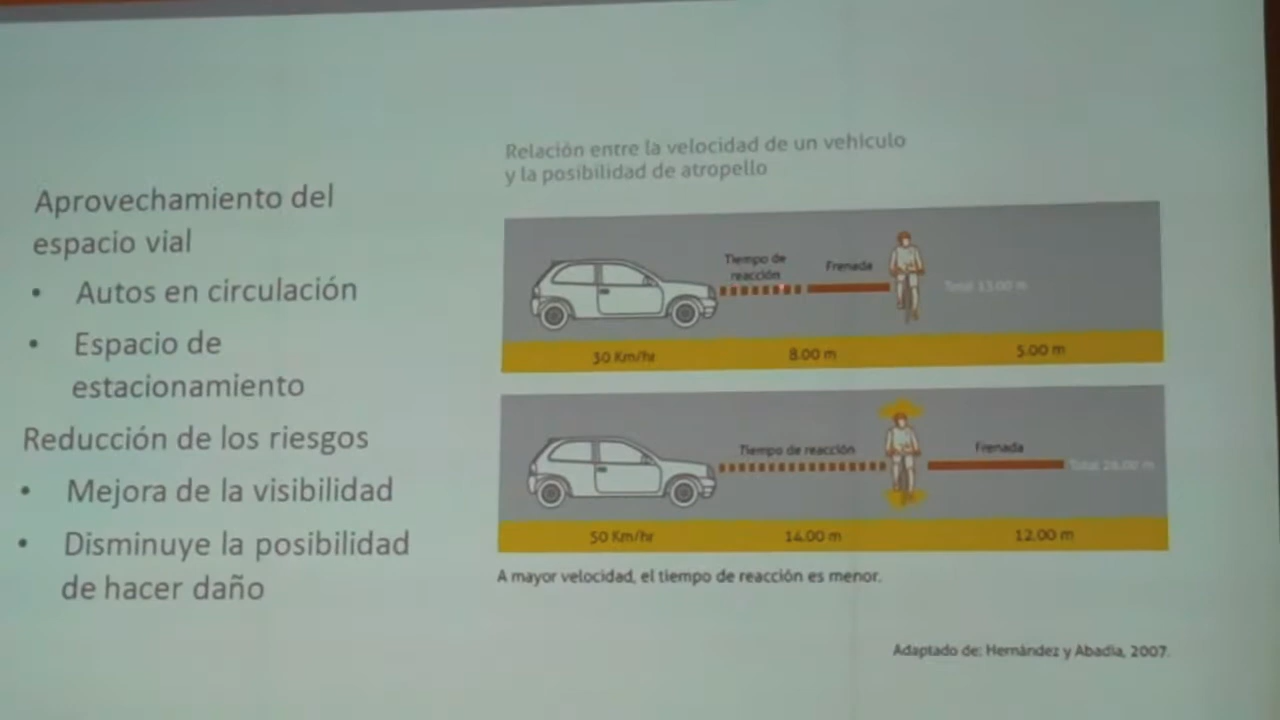 Aprovechamiento del
espacio vial
• Autos en circulación
• Espacio de
estacionamiento
Reducción de los riesgos
• Mejora de la visibilidad
• Disminuye la posibilidad
de hacer daño
Relación entre la velocidad de un vehículo
y la posibilidad de atropello
Tiempo de
reacción
Frenada
Total 13.00 m
30 Km/hr
8.00 m
5.00 m
Tiempo de reacción
Frenada
Total 26.00 m
50 Km/hr
14.00 m
12.00 m
A mayor velocidad, el tiempo de reacción es menor.
Adaptado de: Hernández y Abadía, 2007.